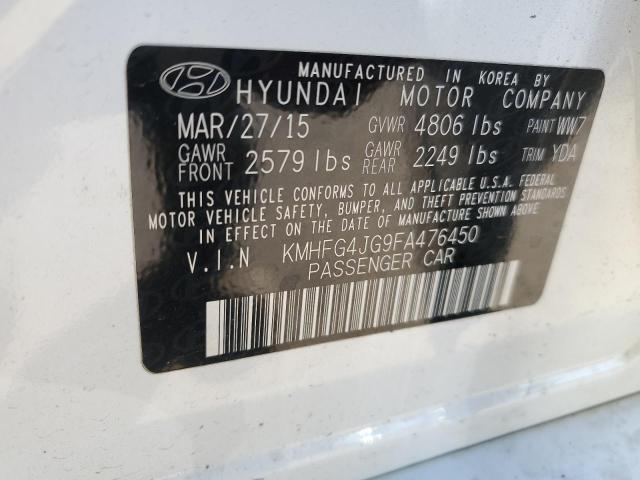 MANUFACTURED IN KOREA BY
HYUNDAI MOTOR COMPANY
MAR/27/15 GVWR 4806 lbs PAINT WW7
GAWR FRONT 2579 lbs GAWR REAR 2249 lbs TRIM YDA
THIS VEHICLE CONFORMS TO ALL APPLICABLE U.S.A. FEDERAL
MOTOR VEHICLE SAFETY, BUMPER, AND THEFT PREVENTION STANDARDS
IN EFFECT ON THE DATE OF MANUFACTURE SHOWN ABOVE.
V.I.N KMHFG4JG9FA476450
PASSENGER CAR